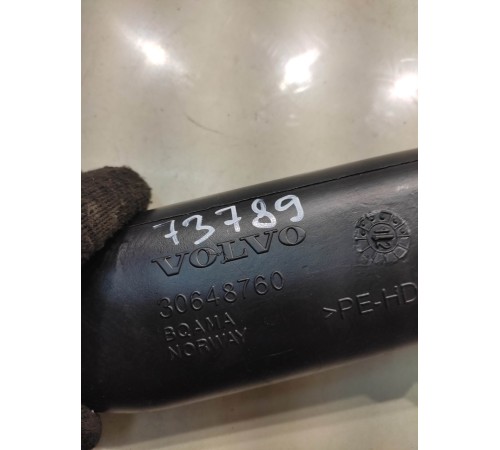 73789
VOLVO
30648760
BQAMA
NORWAY
>PE-HD